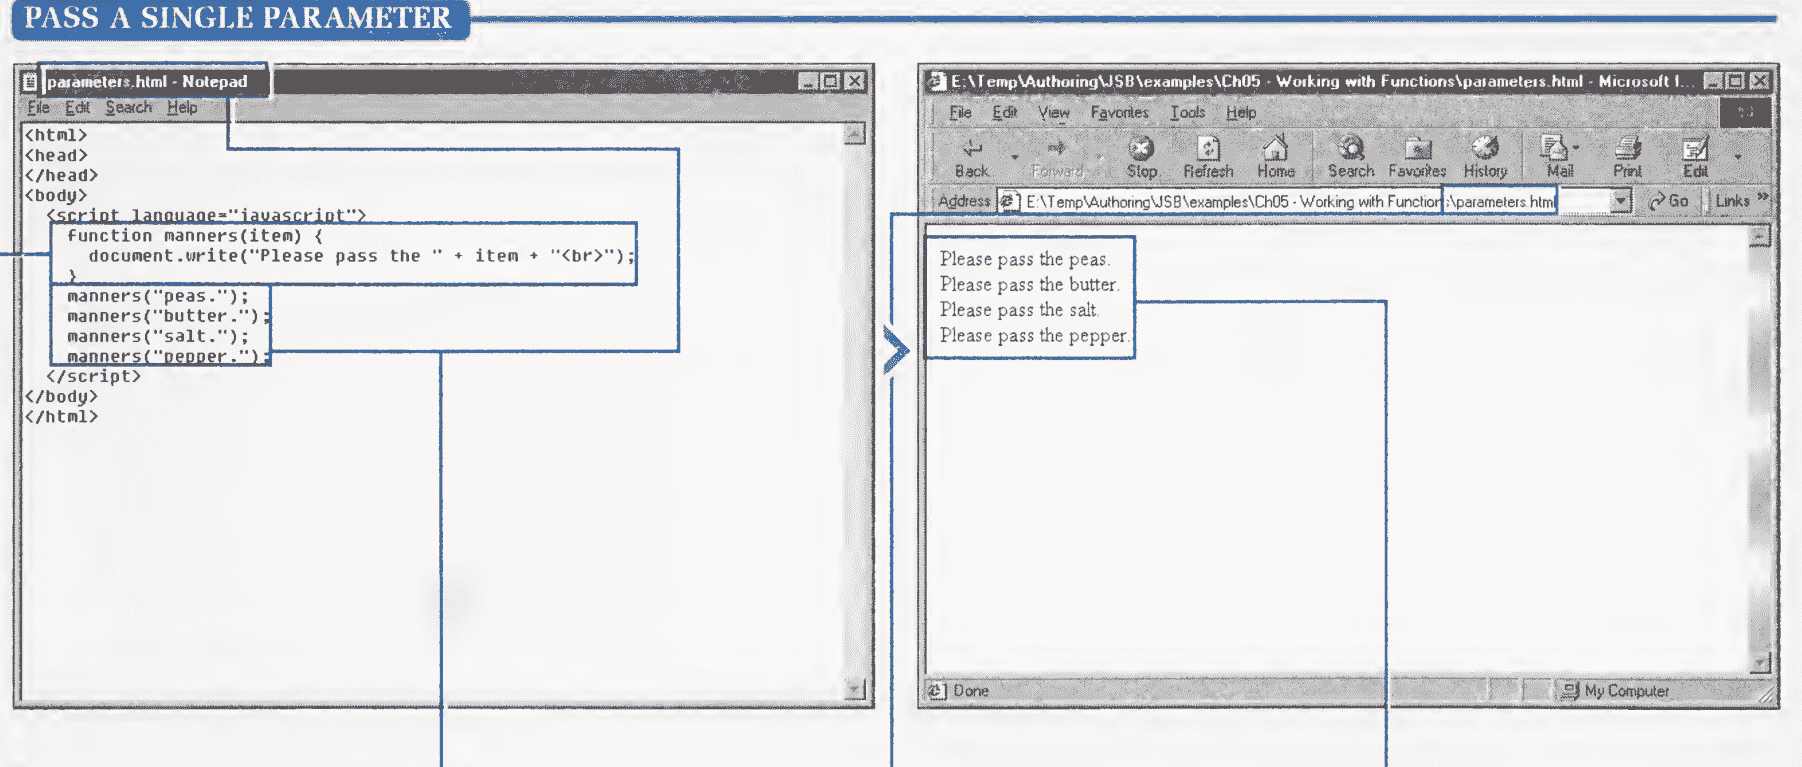 PASS A SINGLE PARAMETER
parameters.html - Notepad
File Edit Search Help
<html>
<head>
</head>
<body>
<script language="javascript">
function manners(item) {
document.write("Please pass the " + item + "<br>");
}
manners("peas.");
manners("butter.");
manners("salt.");
manners("pepper.");
</script>
</body>
</html>
E:\Temp\Authoring\JSB\examples\Ch05 - Working with Functions\parameters.html - Microsoft I...
File Edit View Favorites Tools Help
Back Forward Stop Refresh Home Search Favorites History Mail Print Edit
Address E:\Temp\Authoring\JSB\examples\Ch05 - Working with Function:\parameters.html Go Links »
Please pass the peas.
Please pass the butter.
Please pass the salt.
Please pass the pepper.
Done My Computer